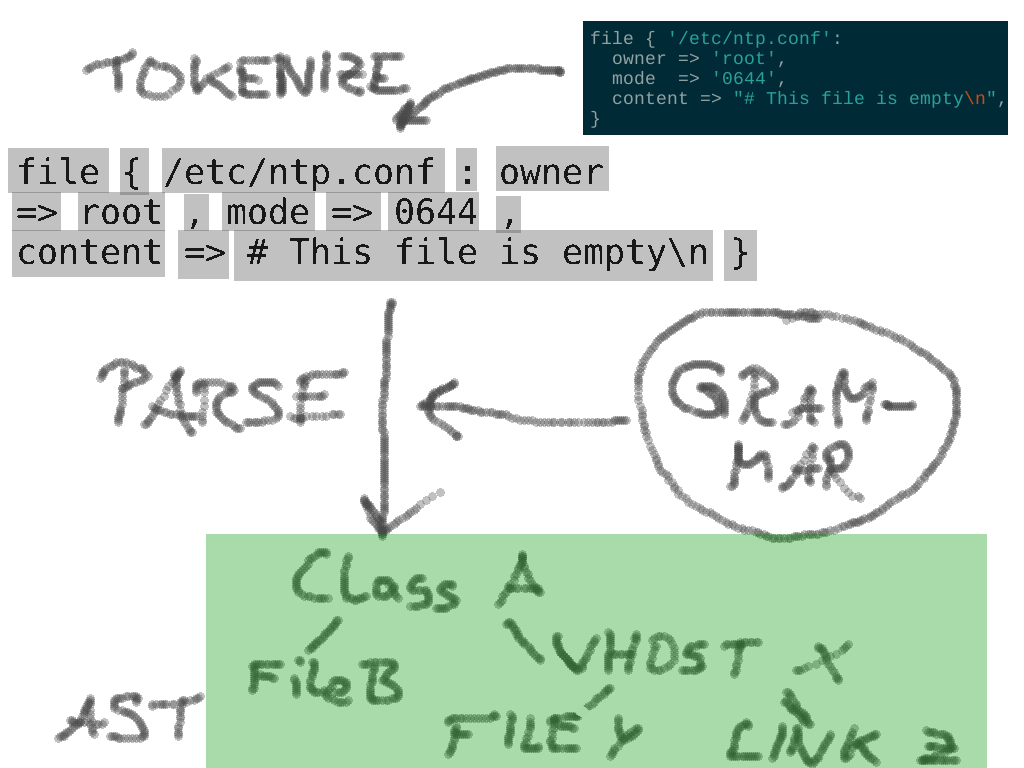 TOKENIZE
file { '/etc/ntp.conf':
  owner => 'root',
  mode  => '0644',
  content => "# This file is empty\n",
}
file { /etc/ntp.conf : owner
=> root , mode => 0644 ,
content => # This file is empty\n }
PARSE
GRAM-
MAR
Class A
File B
VHOST X
AST
FILE Y
LINK Z